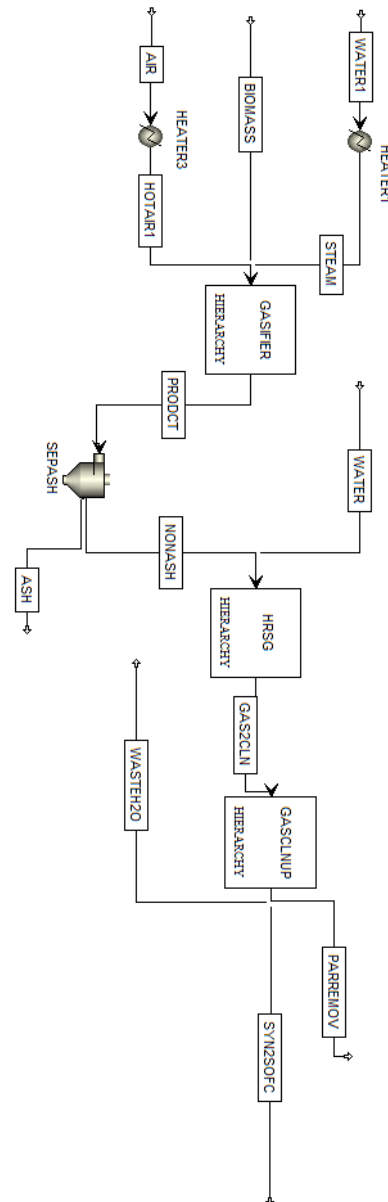 WATER1
HEATER1
STEAM
BIOMASS
AIR
HEATER3
HOTAIR1
GASIFIER
HIERARCHY
PRODCT
SEPASH
ASH
NONASH
WATER
HRSG
HIERARCHY
GAS2CLN
GASCLNUP
HIERARCHY
WASTEH2O
PARREMOV
SYN2SOFC